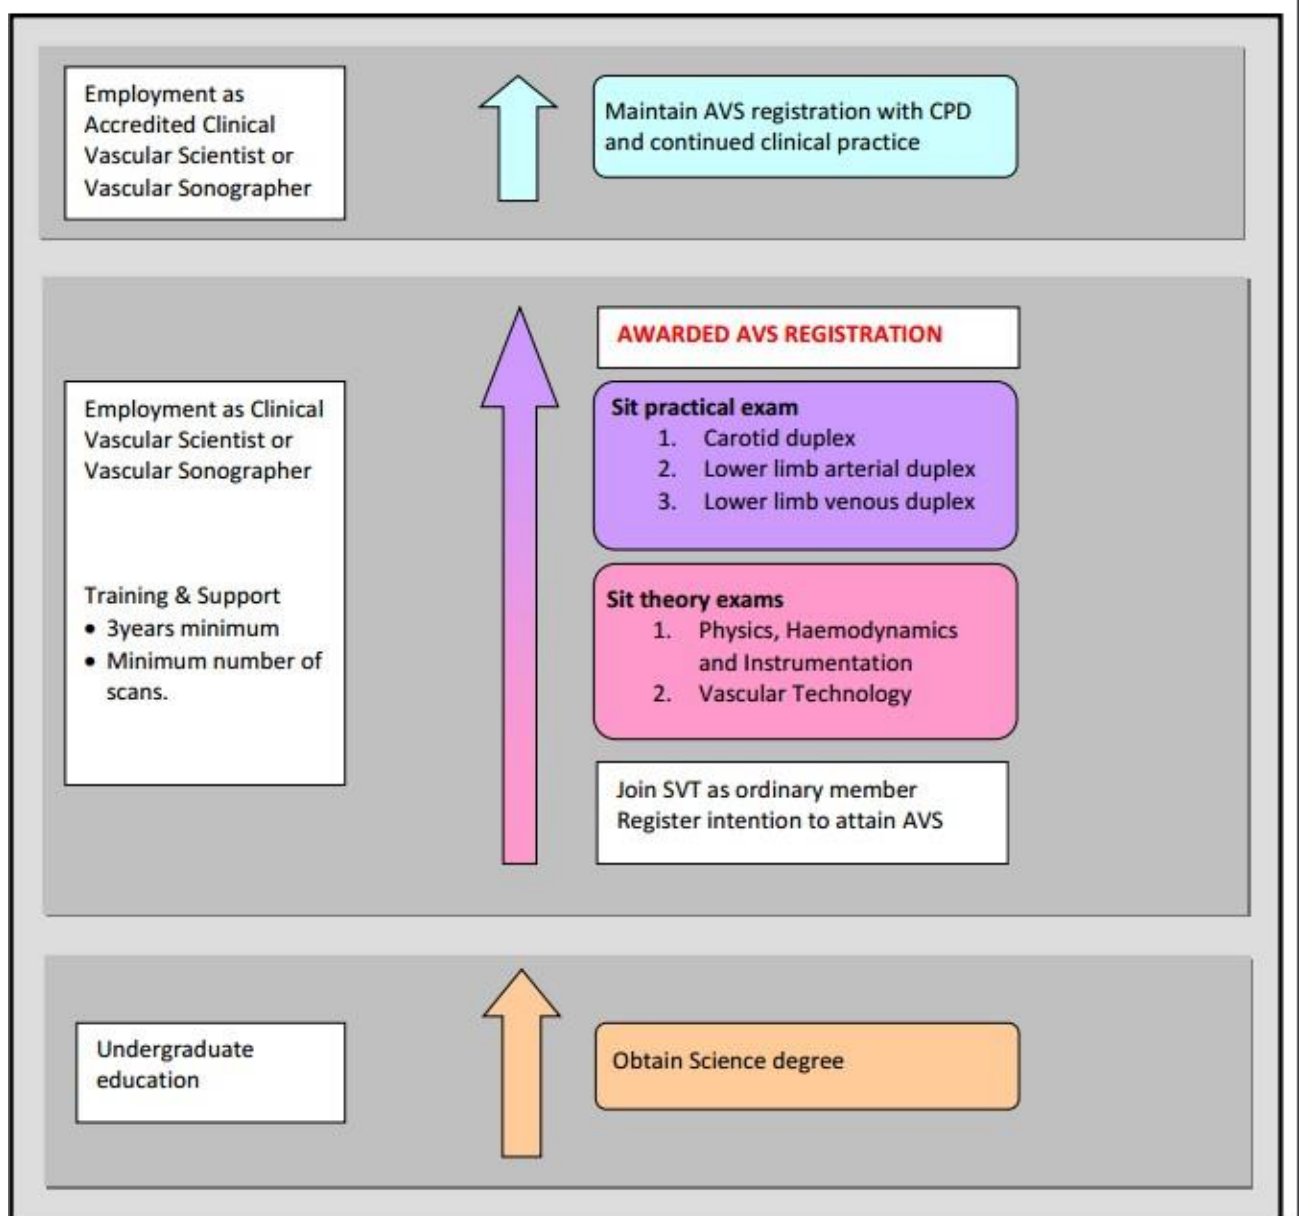 Employment as
Accredited Clinical
Vascular Scientist or
Vascular Sonographer
Maintain AVS registration with CPD
and continued clinical practice
AWARDED AVS REGISTRATION
Employment as Clinical
Vascular Scientist or
Vascular Sonographer
Training & Support
• 3years minimum
• Minimum number of
scans.
Sit practical exam
1. Carotid duplex
2. Lower limb arterial duplex
3. Lower limb venous duplex
Sit theory exams
1. Physics, Haemodynamics
and Instrumentation
2. Vascular Technology
Join SVT as ordinary member
Register intention to attain AVS
Undergraduate
education
Obtain Science degree